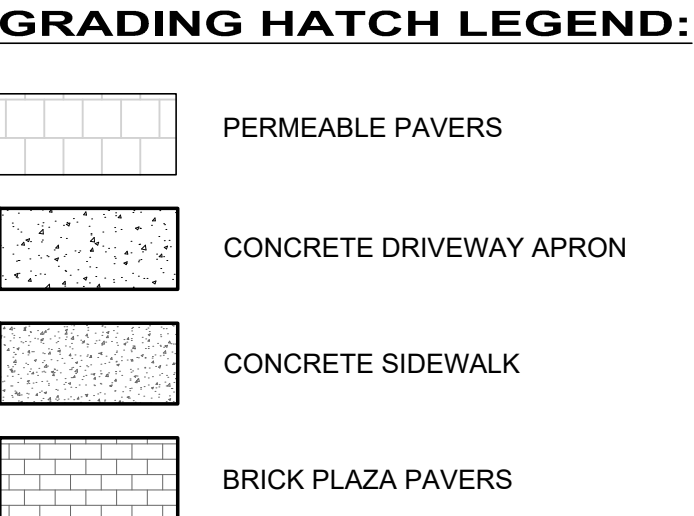 GRADING HATCH LEGEND:
PERMEABLE PAVERS
CONCRETE DRIVEWAY APRON
CONCRETE SIDEWALK
BRICK PLAZA PAVERS